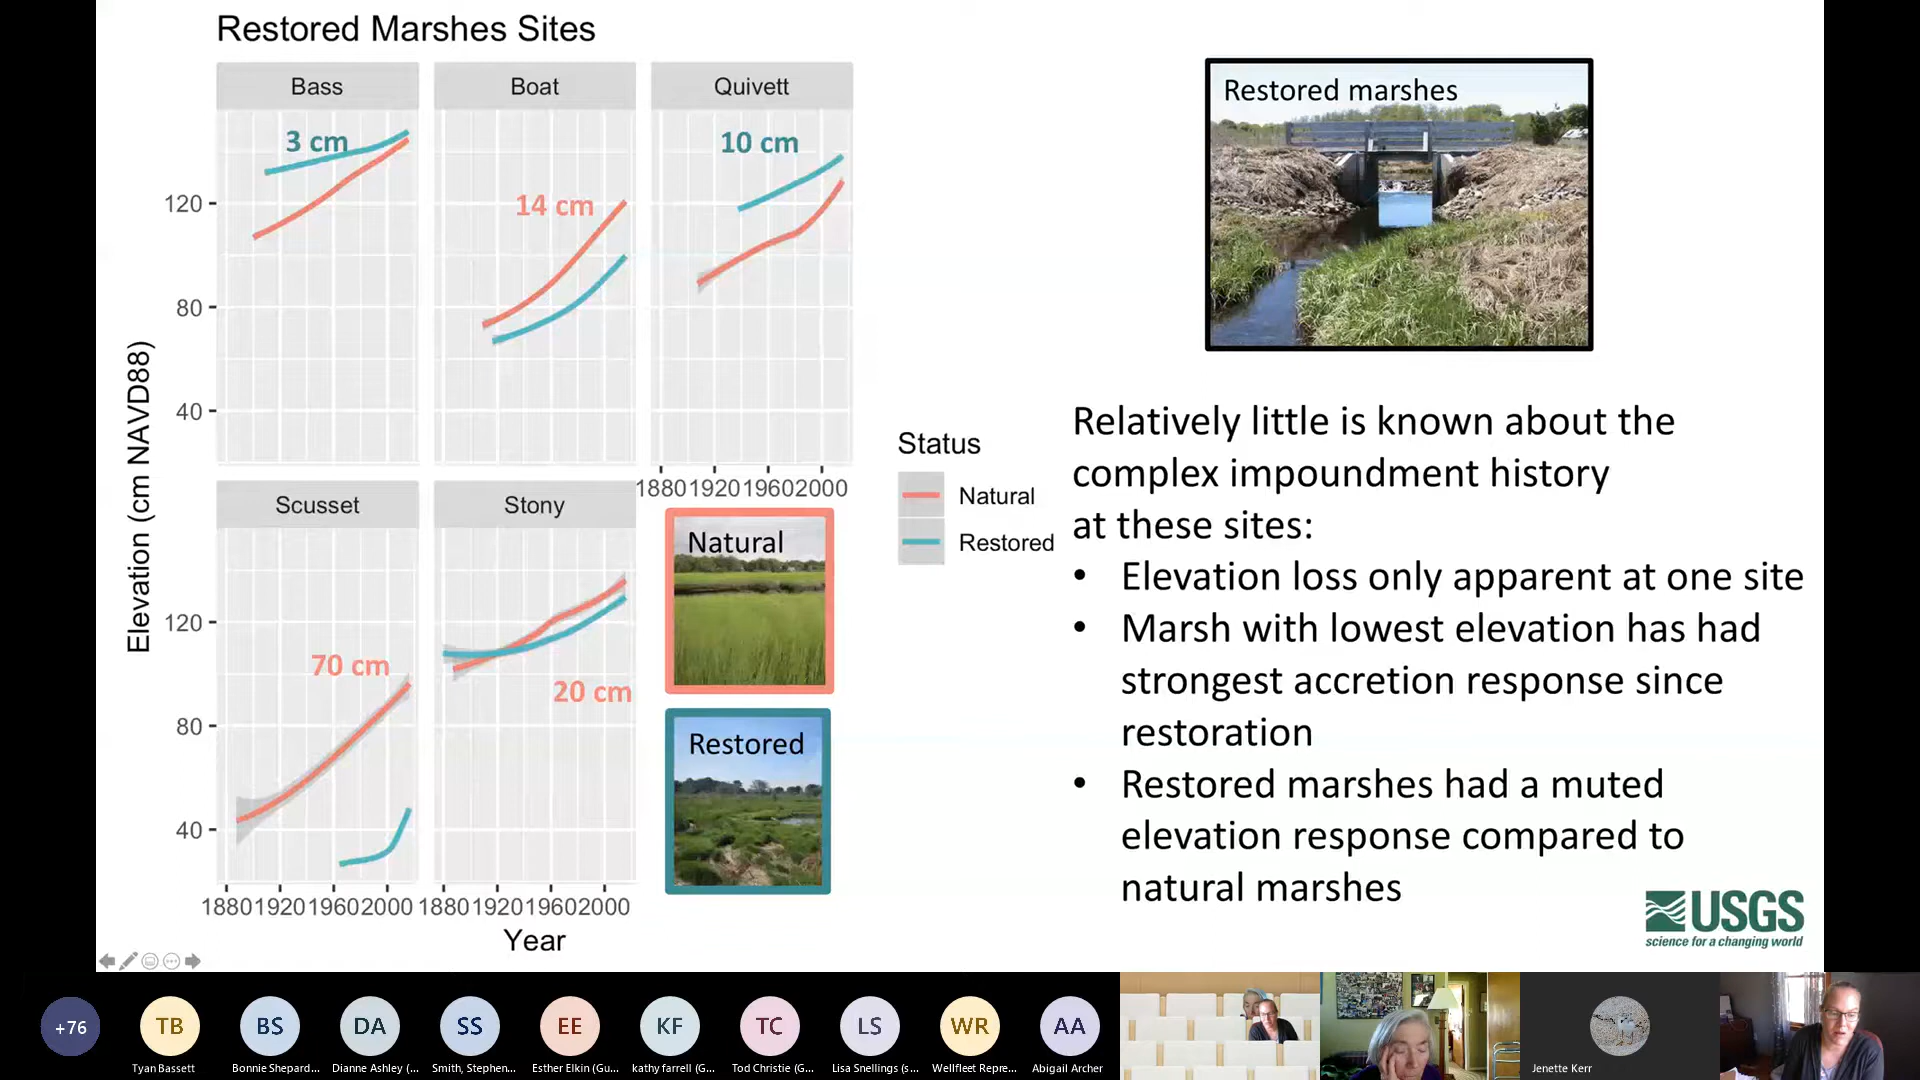 Restored Marshes Sites
Bass
Boat
Quivett
3 cm
14 cm
10 cm
120
80
40
1880 1920 1960 2000
Scusset
Stony
70 cm
20 cm
120
80
40
1880 1920 1960 2000
1880 1920 1960 2000
Elevation (cm NAVD88)
Year
Natural
Restored
Status
Natural
Restored
Restored marshes
Relatively little is known about the
complex impoundment history
at these sites:
• Elevation loss only apparent at one site
• Marsh with lowest elevation has had
strongest accretion response since
restoration
• Restored marshes had a muted
elevation response compared to
natural marshes
USGS
science for a changing world
+76
TB
BS
DA
SS
EE
KF
TC
LS
WR
AA
Tyan Bassett
Bonnie Shepard...
Dianne Ashley (...
Smith, Stephen...
Esther Elkin (Gu...
kathy farrell (G...
Tod Christie (G...
Lisa Snellings (s...
Wellfleet Repre...
Abigail Archer
Jenette Kerr